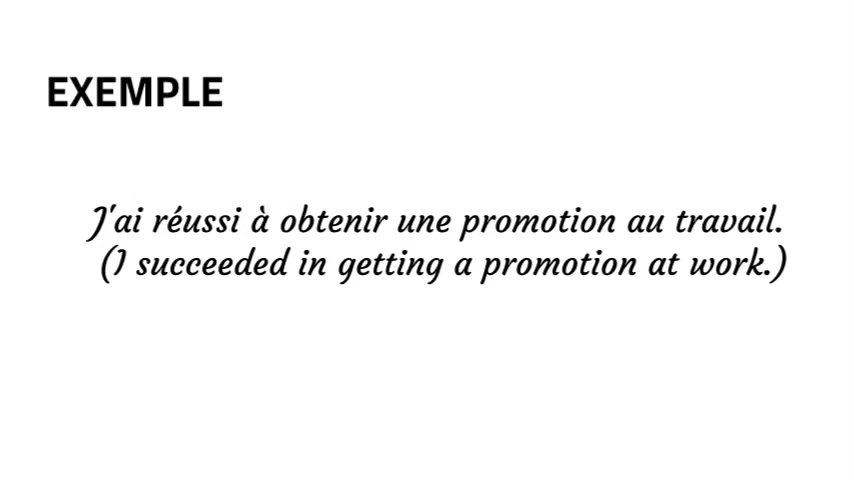 EXEMPLE
J'ai réussi à obtenir une promotion au travail.
(I succeeded in getting a promotion at work.)